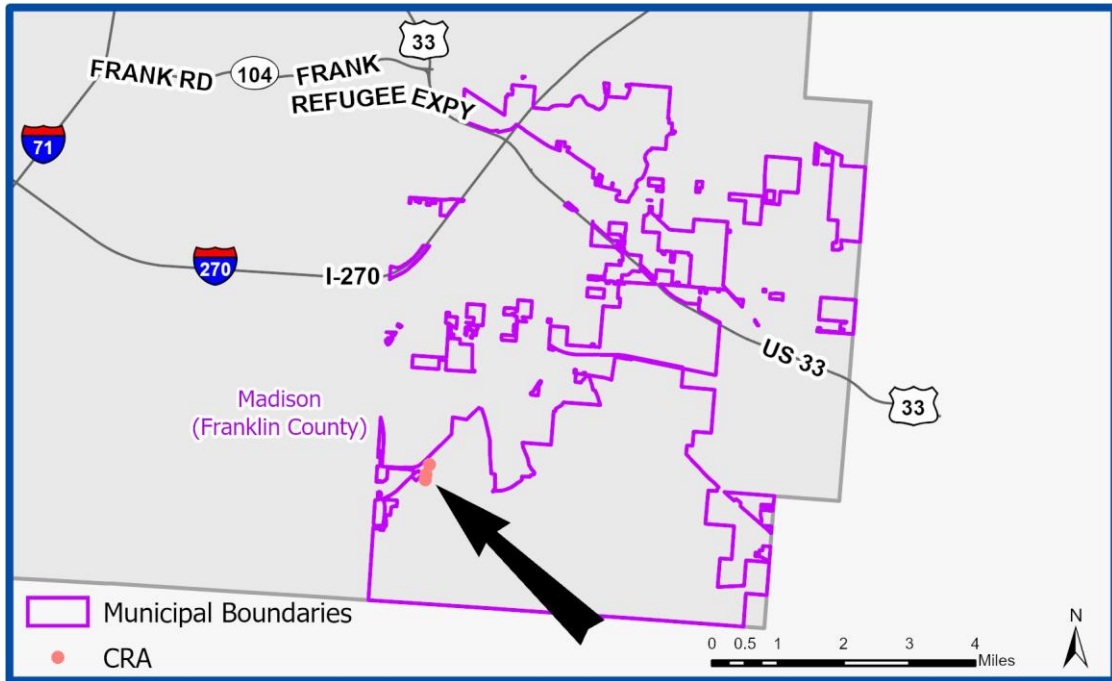 33
FRANK RD
104
FRANK
REFUGEE EXPY
71
270
I-270
US 33
33
Madison
(Franklin County)
Municipal Boundaries
CRA
0 0.5 1 2 3 4
Miles
N